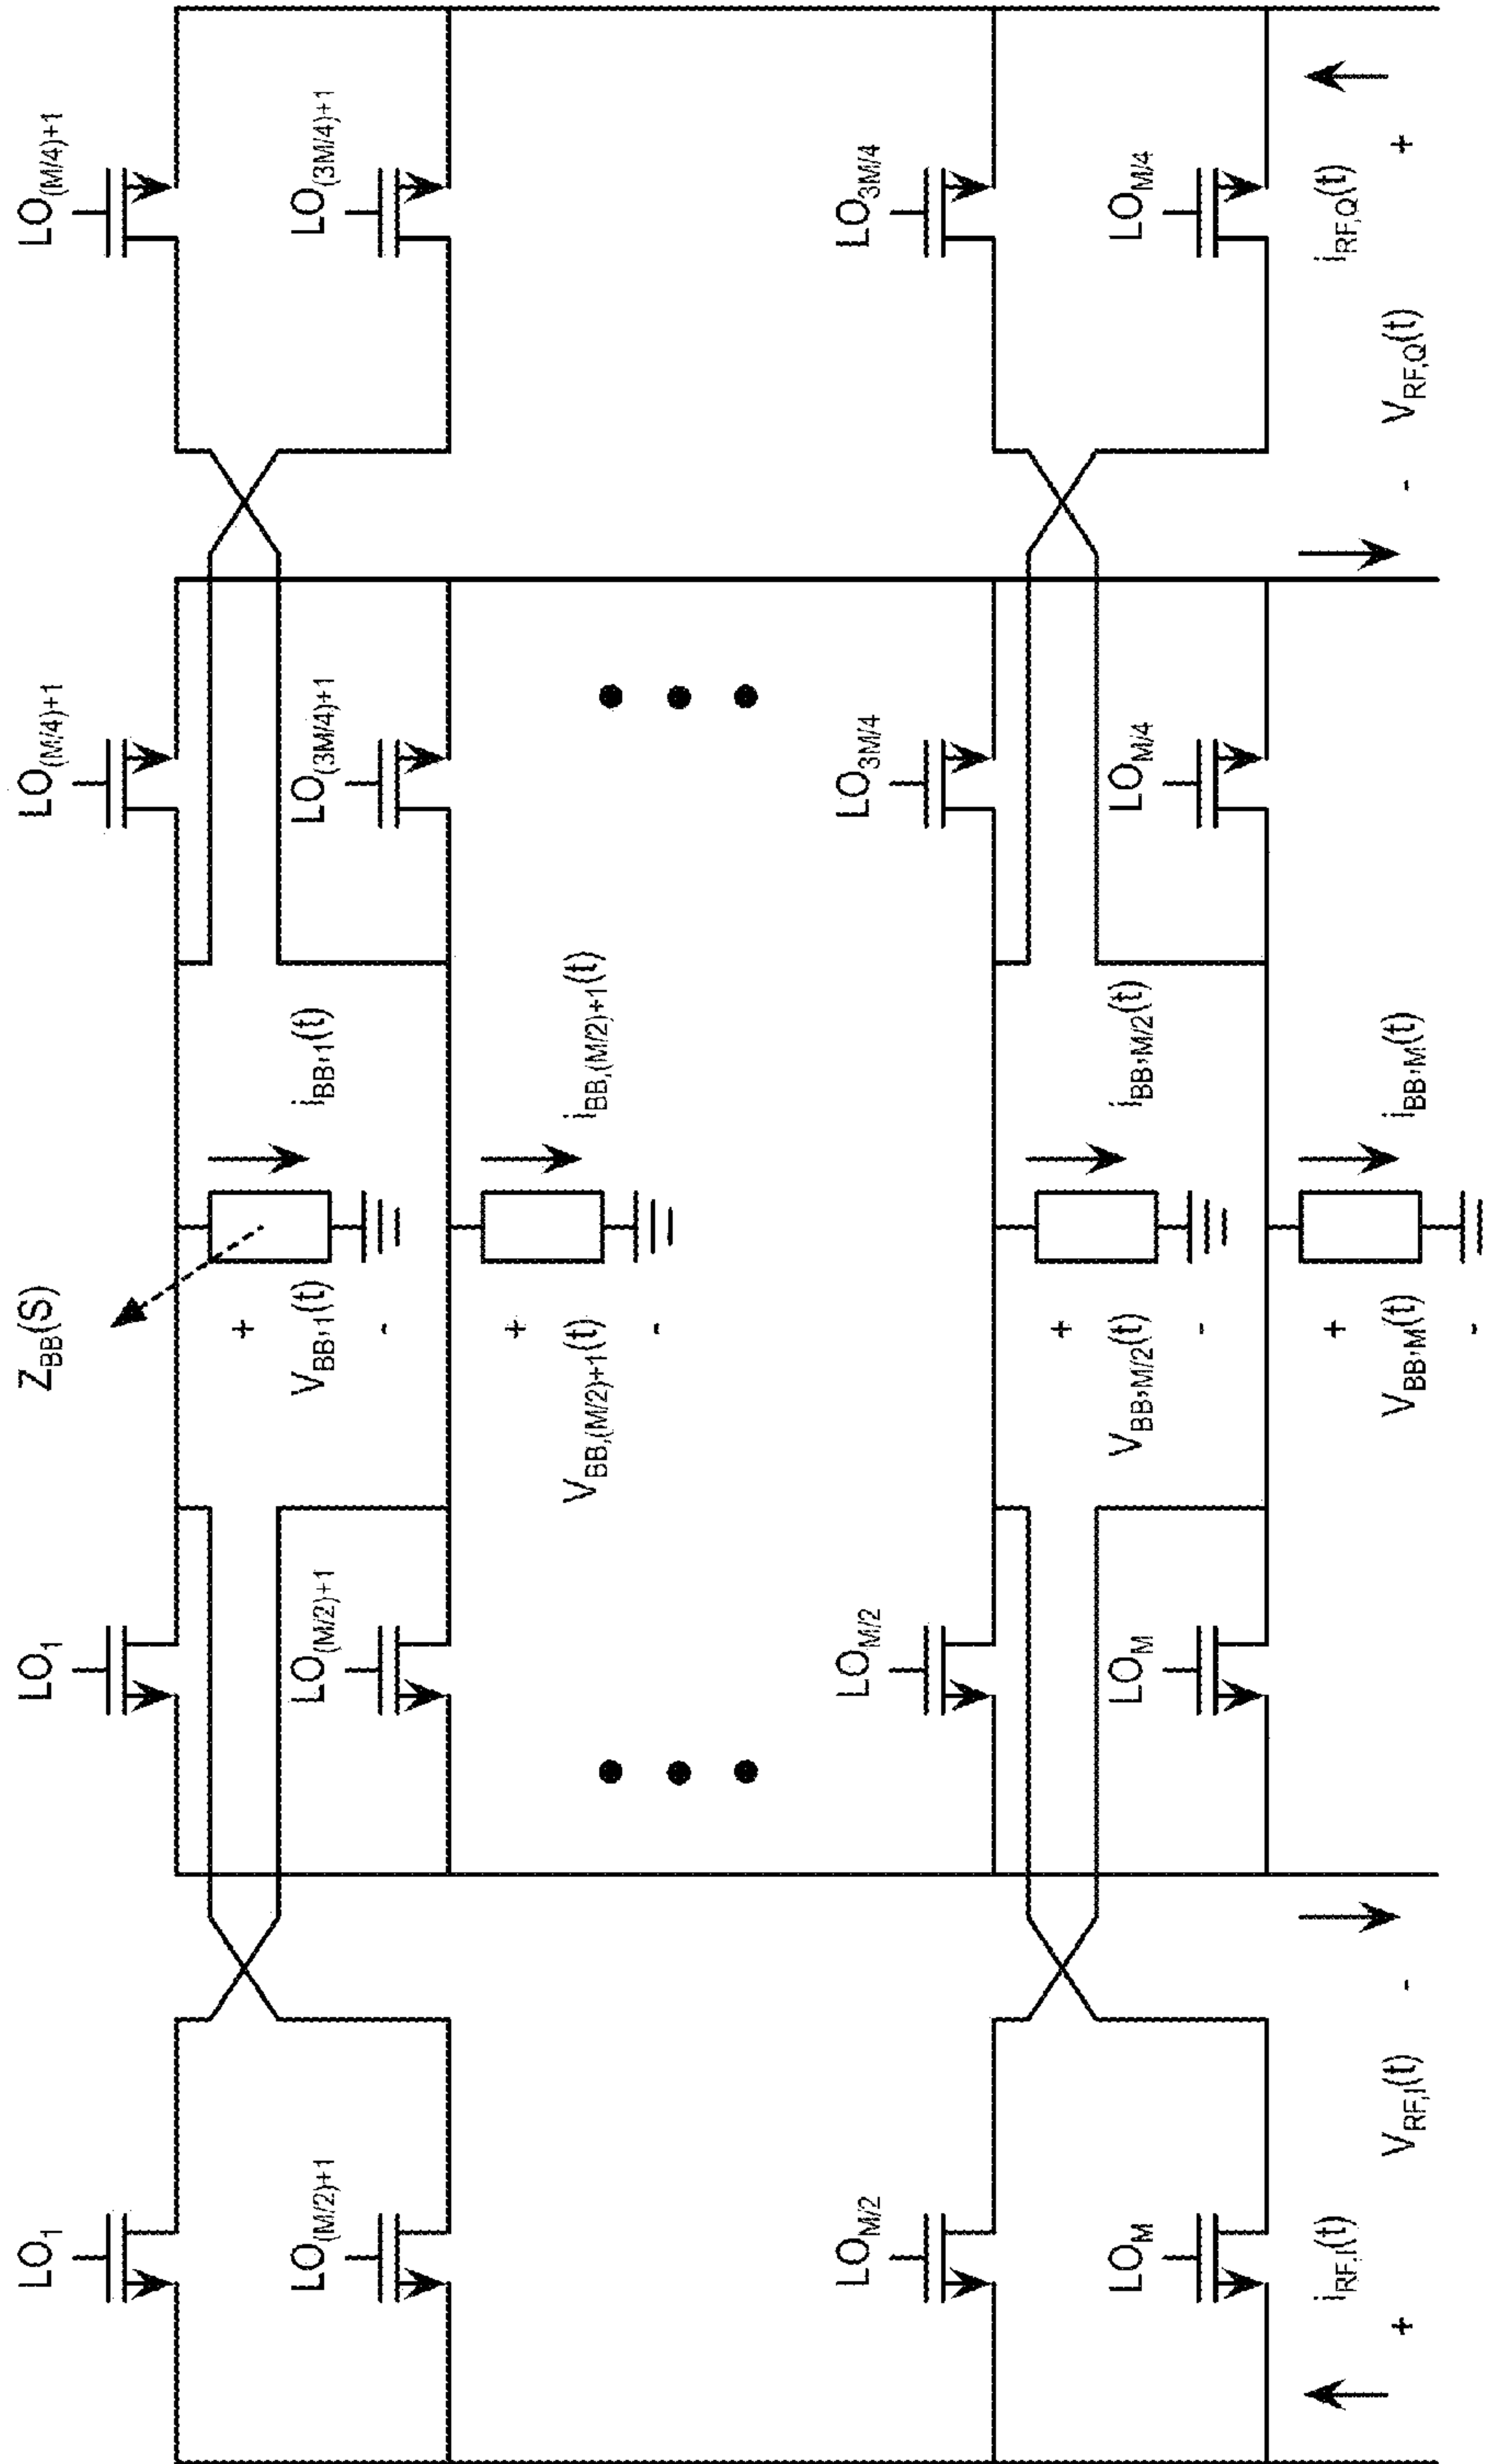 LO(M/4)+1
LO(3M/4)+1
LO3M/4
LOM/4
iRF,Q(t)
+
VRF,Q(t)
-
LO(M/4)+1
LO(3M/4)+1
LO3M/4
LOM/4
iBB,1(t)
iBB,(M/2)+1(t)
iBB,M/2(t)
iBB,M(t)
ZBB(S)
+
VBB,1(t)
-
+
VBB,(M/2)+1(t)
-
+
VBB,M/2(t)
-
+
VBB,M(t)
-
LO1
LO(M/2)+1
LOM/2
LOM
LO1
LO(M/2)+1
LOM/2
LOM
-
VRF,I(t)
iRF,I(t)
+